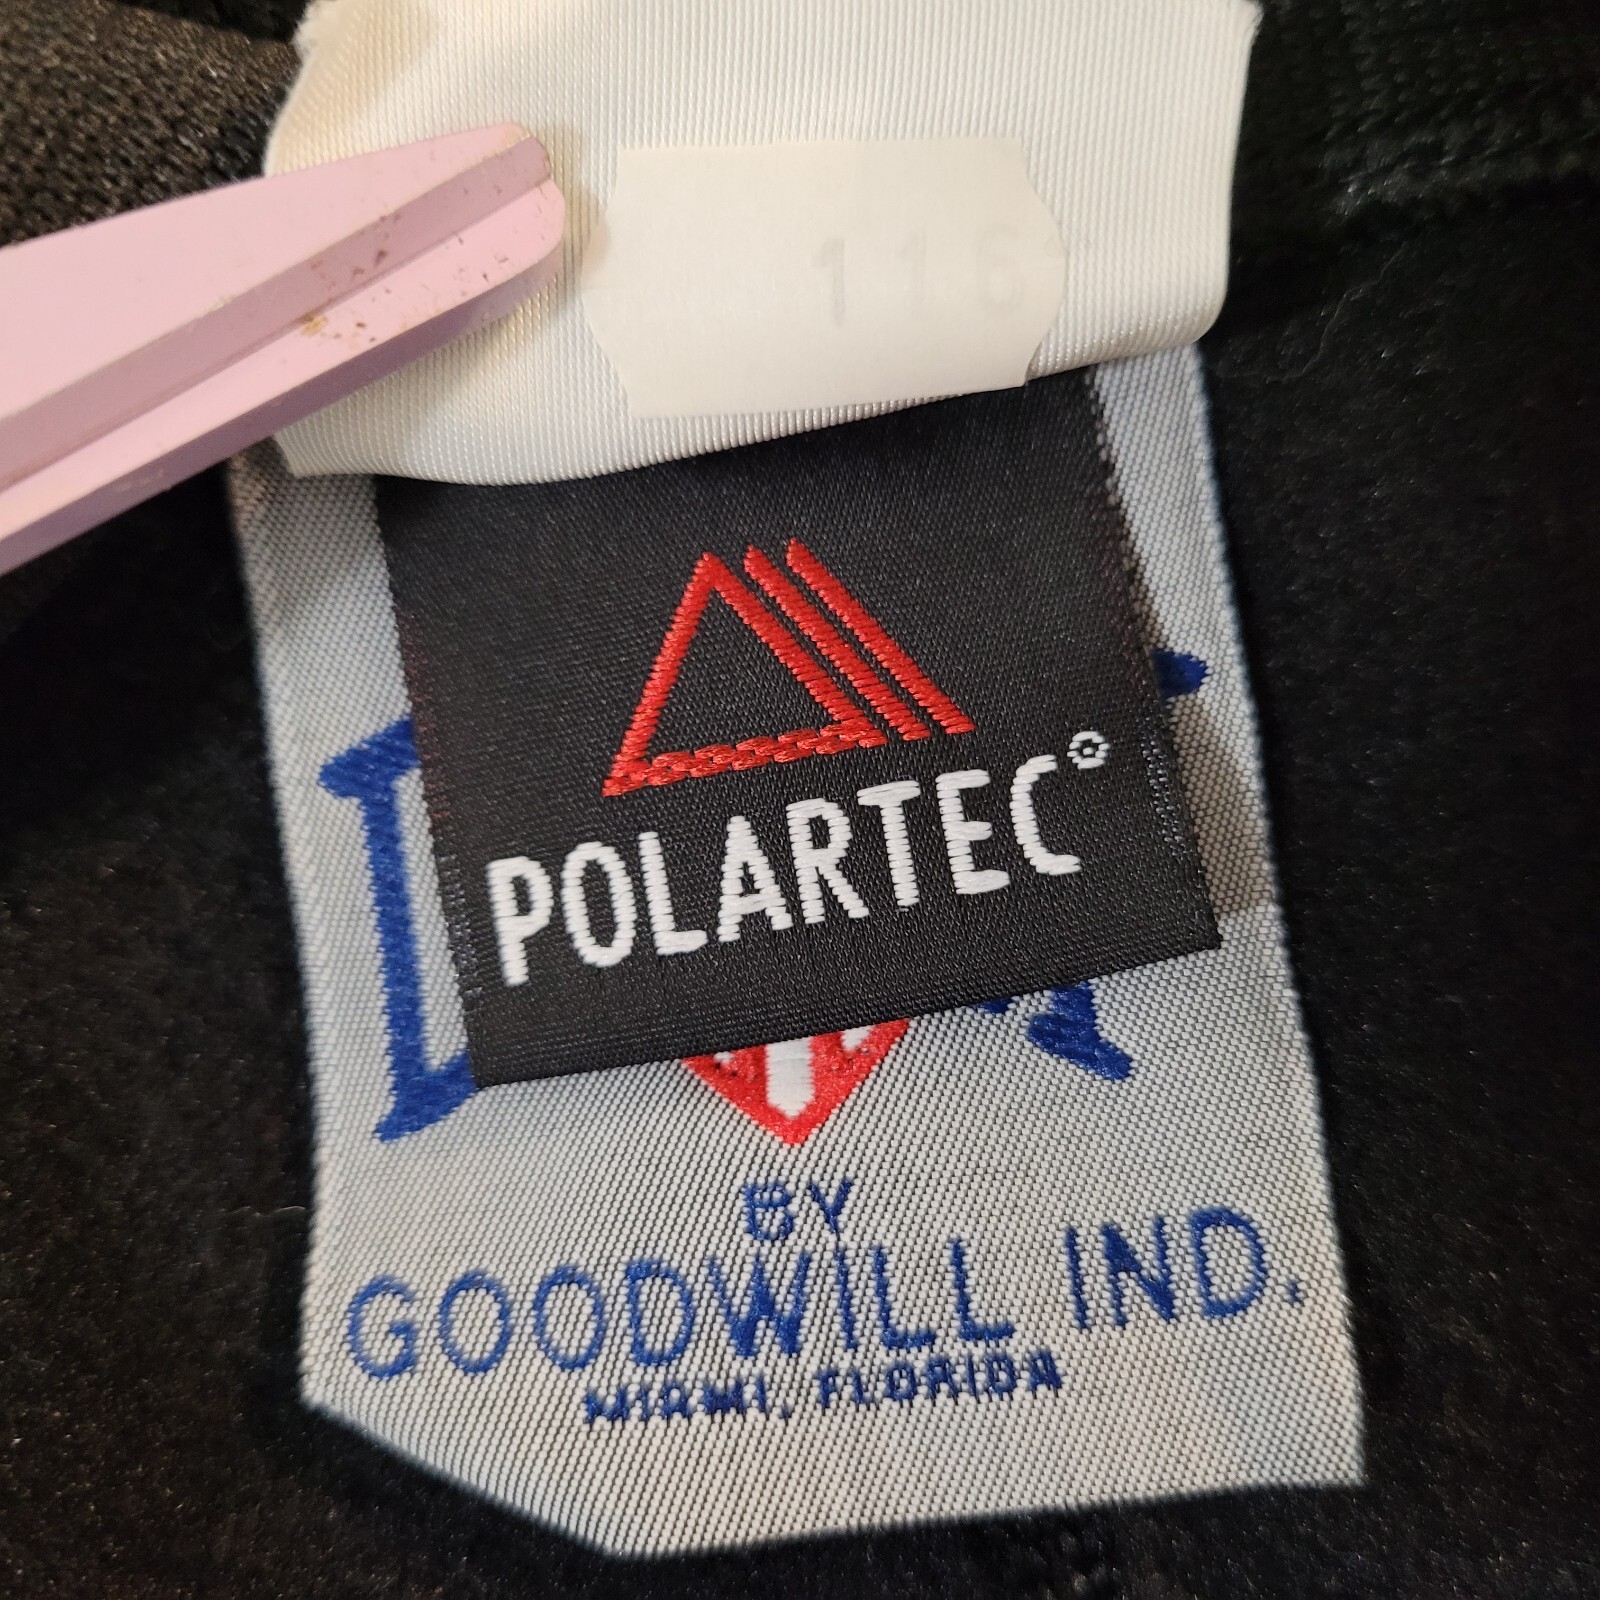 116
POLARTEC®
BY
GOODWILL IND.
MIAMI, FLORIDA